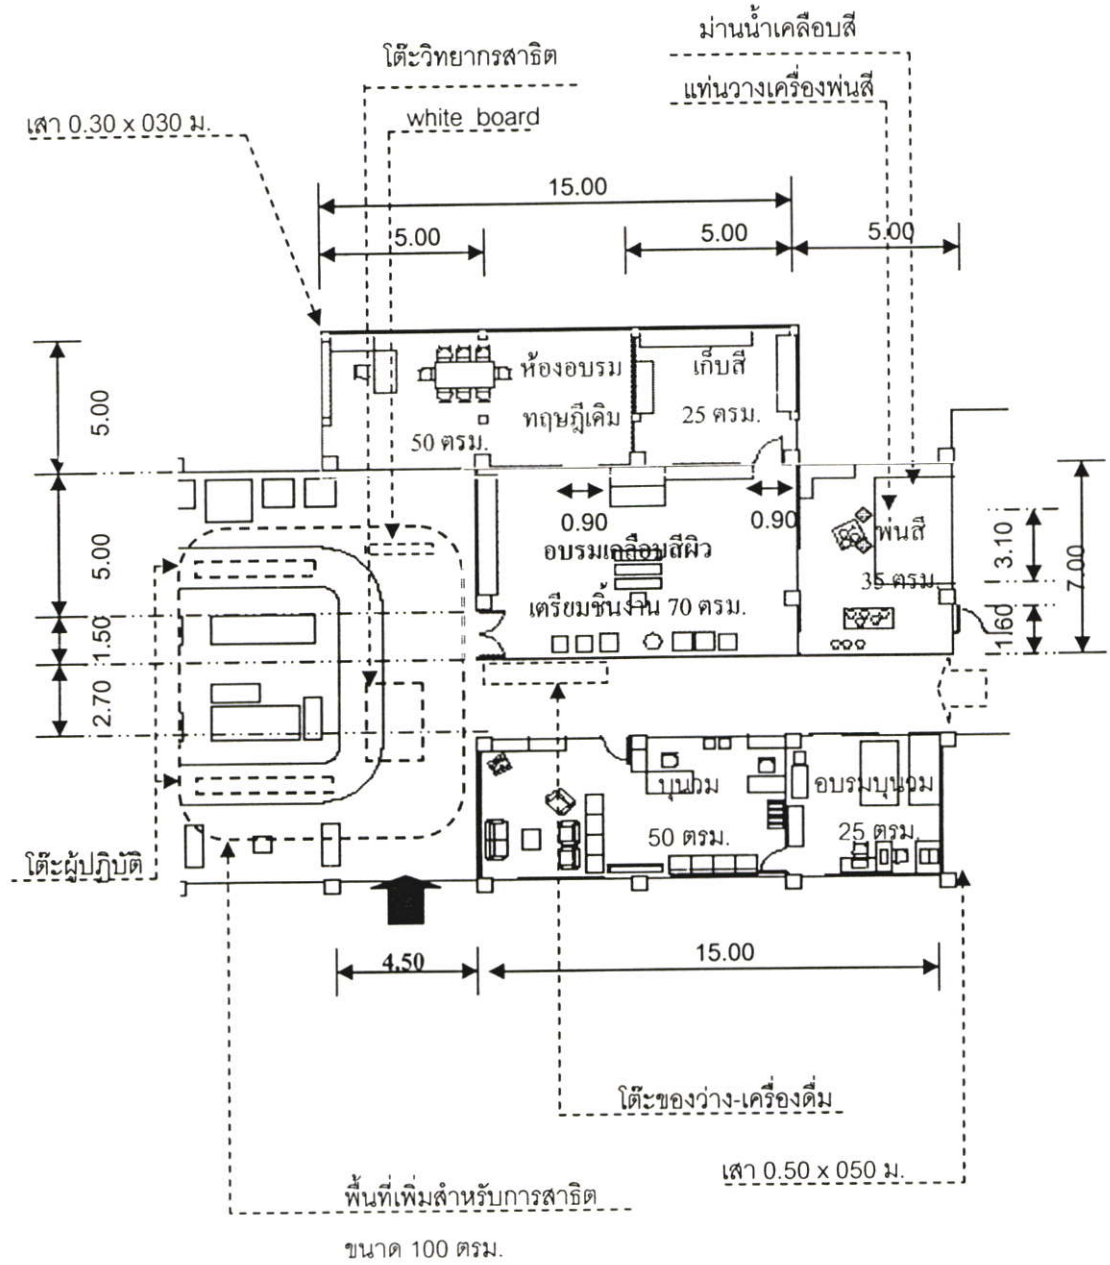 ม่านน้ำเคลือบสี
โต๊ะวิทยากรสาธิต
แท่นวางเครื่องพ่นสี
white board
เสา 0.30 x 030 ม.
15.00
5.00
5.00
5.00
5.00
ห้องอบรม
เก็บสี
ทฤษฎีเดิม
25 ตรม.
50 ตรม.
5.00
0.90
0.90
พ่นสี
3.10
7.00
อบรมเคลือบสีผิว
35 ตรม.
เตรียมชิ้นงาน 70 ตรม.
1.50
1.60
2.70
บุนวม
อบรมบุนวม
50 ตรม.
25 ตรม.
โต๊ะผู้ปฏิบัติ
4.50
15.00
โต๊ะของว่าง-เครื่องดื่ม
เสา 0.50 x 050 ม.
พื้นที่เพิ่มสำหรับการสาธิต
ขนาด 100 ตรม.